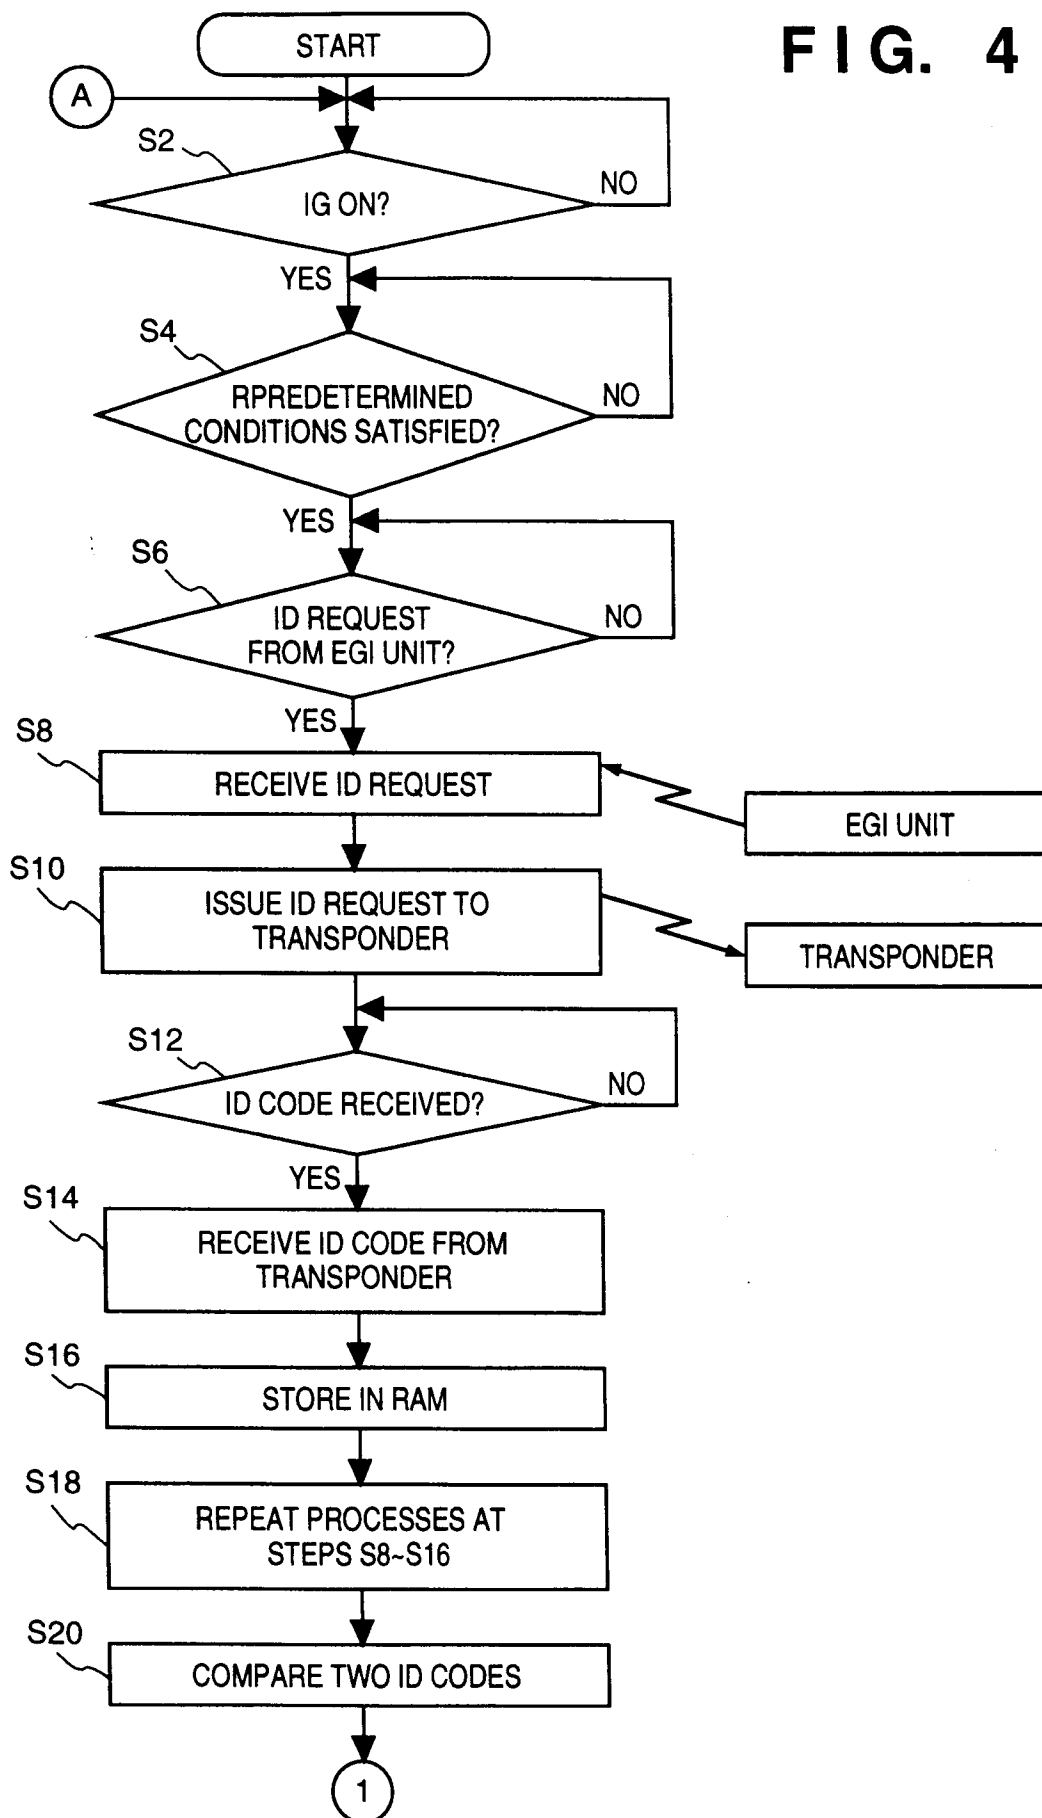 FIG. 4
START
A
S2
IG ON?
NO
YES
S4
RPREDETERMINED
CONDITIONS SATISFIED?
NO
YES
S6
ID REQUEST
FROM EGI UNIT?
NO
YES
S8
RECEIVE ID REQUEST
EGI UNIT
S10
ISSUE ID REQUEST TO
TRANSPONDER
TRANSPONDER
S12
ID CODE RECEIVED?
NO
YES
S14
RECEIVE ID CODE FROM
TRANSPONDER
S16
STORE IN RAM
S18
REPEAT PROCESSES AT
STEPS S8~S16
S20
COMPARE TWO ID CODES
1